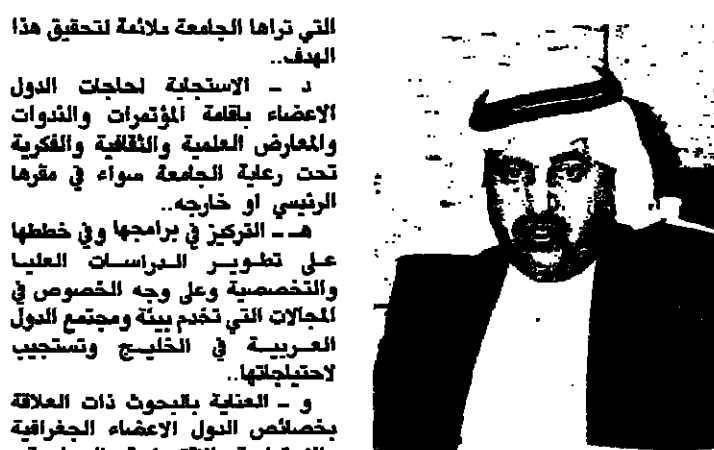 التي تراها الجامعة ملائمة لتحقيق هذا
الهدف..
د ــ الاستجابة لحاجات الدول
الاعضاء باقامة المؤتمرات والندوات
والمعارض العلمية والثقافية والفكرية
تحت رعاية الجامعة سواء في مقرها
الرئيسي او خارجه..
هـ ــ التركيز في برامجها وفي خططها
على تطوير الدراسات العليا
والتخصصية وعلى وجه الخصوص في
المجالات التي تخدم بيئة ومجتمع الدول
العربية في الخليج وتستجيب
لاحتياجاتها..
و ــ العناية بالبحوث ذات العلاقة
بخصائص الدول الاعضاء الجغرافية